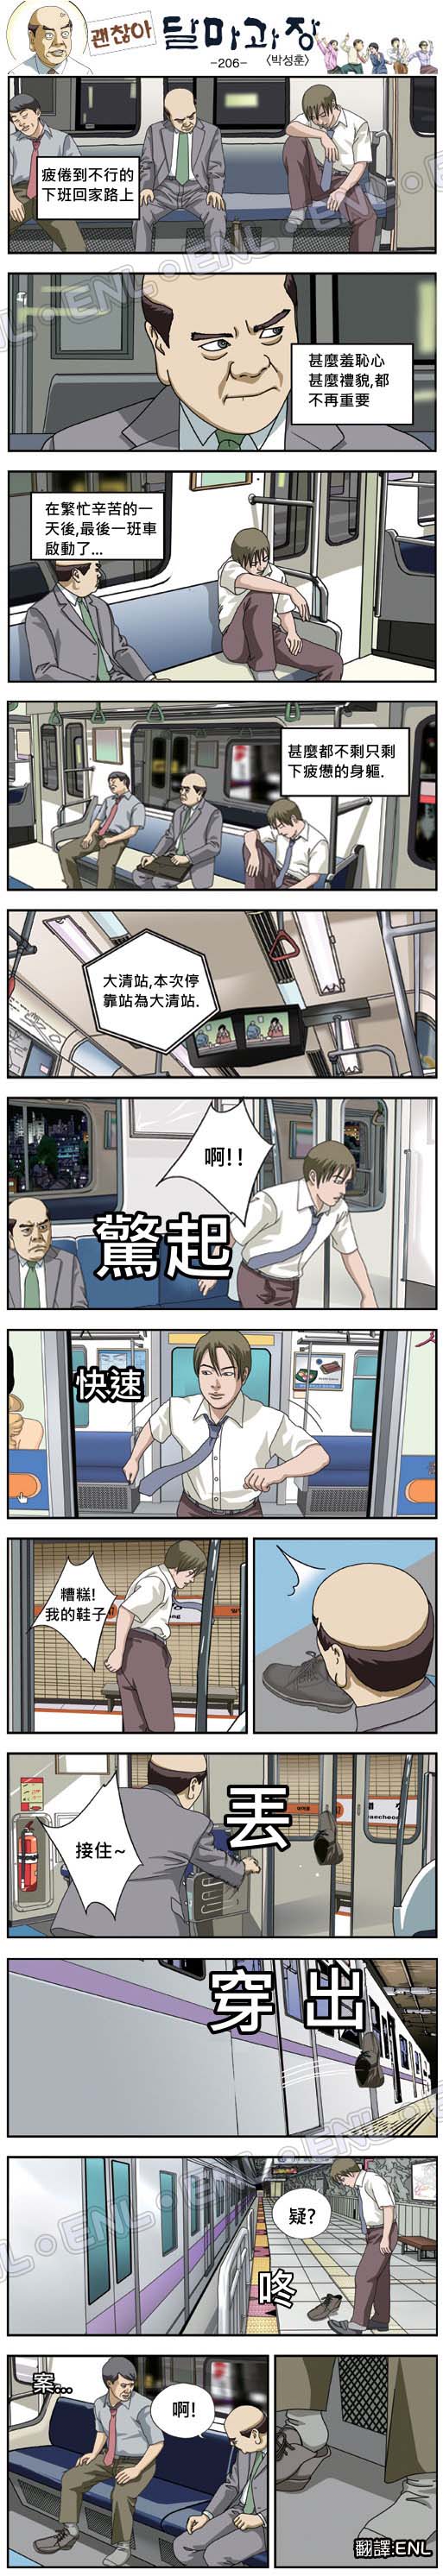 괜찮아 달마과장
-206-
〈박성훈〉
疲倦到不行的
下班回家路上
甚麼羞恥心
甚麼禮貌,都
不再重要
在繁忙辛苦的一
天後,最後一班車
啟動了...
甚麼都不剩只剩
下疲憊的身軀.
大清站,本次停
靠站為大清站.
啊!!
驚起
快速
糟糕!
我的鞋子
接住~
丟
穿出
疑?
咚
案...
啊!
翻譯:ENL